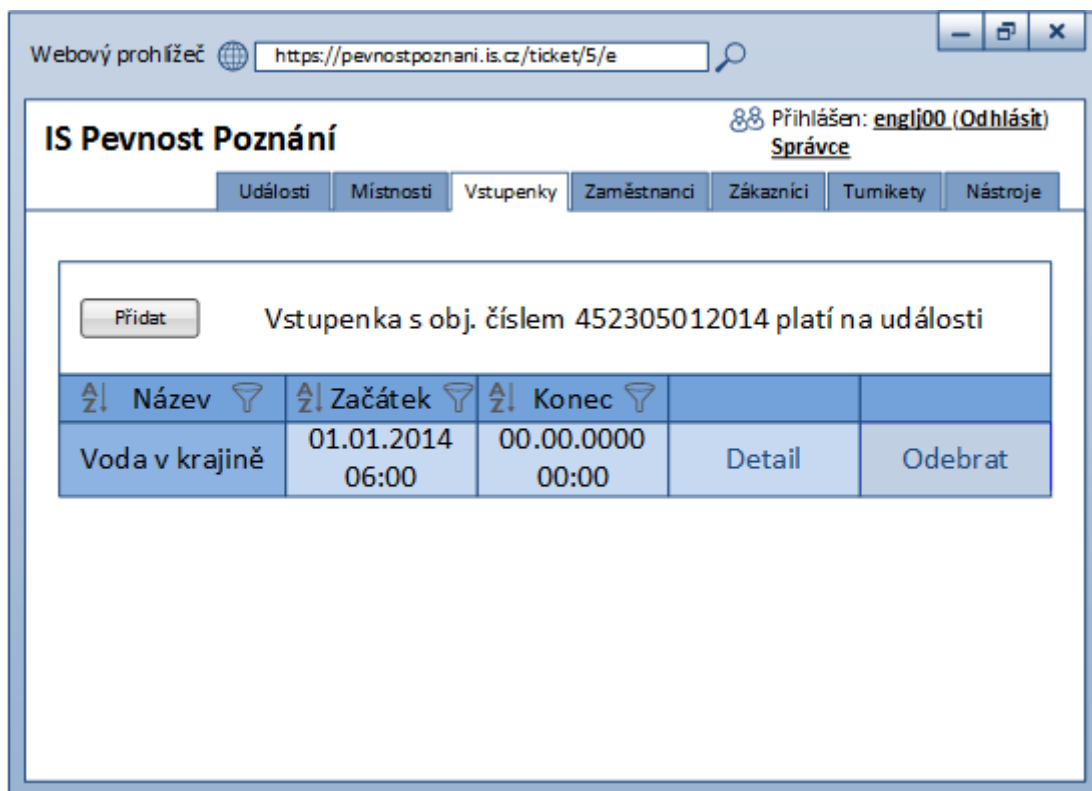 Webový prohlížeč https://pevnostpoznani.is.cz/ticket/5/e
IS Pevnost Poznání
Přihlášen: englj00 (Odhlásit)
Správce
Události Místnosti Vstupenky Zaměstnanci Zákazníci Turnikety Nástroje
Přidat Vstupenka s obj. číslem 452305012014 platí na události
Název Začátek Konec
Voda v krajině 01.01.2014 06:00 00.00.0000 00:00 Detail Odebrat